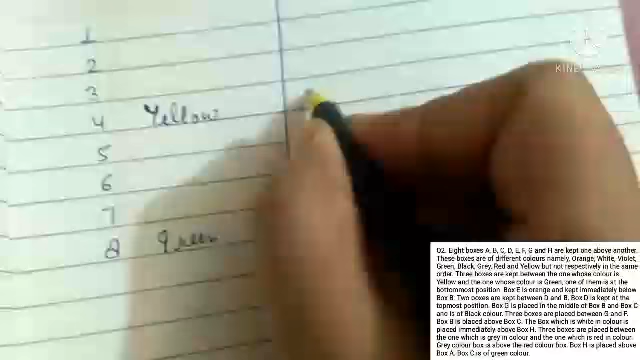 1
2
3
4 Yellow
5
6
7
8 Green
KINE
Q2. Eight boxes A, B, C, D, E, F, G and H are kept one above another.
These boxes are of different colours namely, Orange, White, Violet,
Green, Black, Grey, Red and Yellow but not respectively in the same
order. Three boxes are kept between the one whose colour is
Yellow and the one whose colour is Green, one of them is at the
bottommost position. Box E is orange and kept immediately below
Box B. Two boxes are kept between D and B. Box D is kept at the
topmost position. Box G is placed in the middle of Box B and Box C
and is of Black colour. Three boxes are placed between G and F.
Box B is placed above Box C. The Box which is white in colour is
placed immediately above Box H. Three boxes are placed between
the one which is grey in colour and the one which is red in colour.
Grey colour box is above the red colour box. Box H is placed above
Box A. Box C is of green colour.